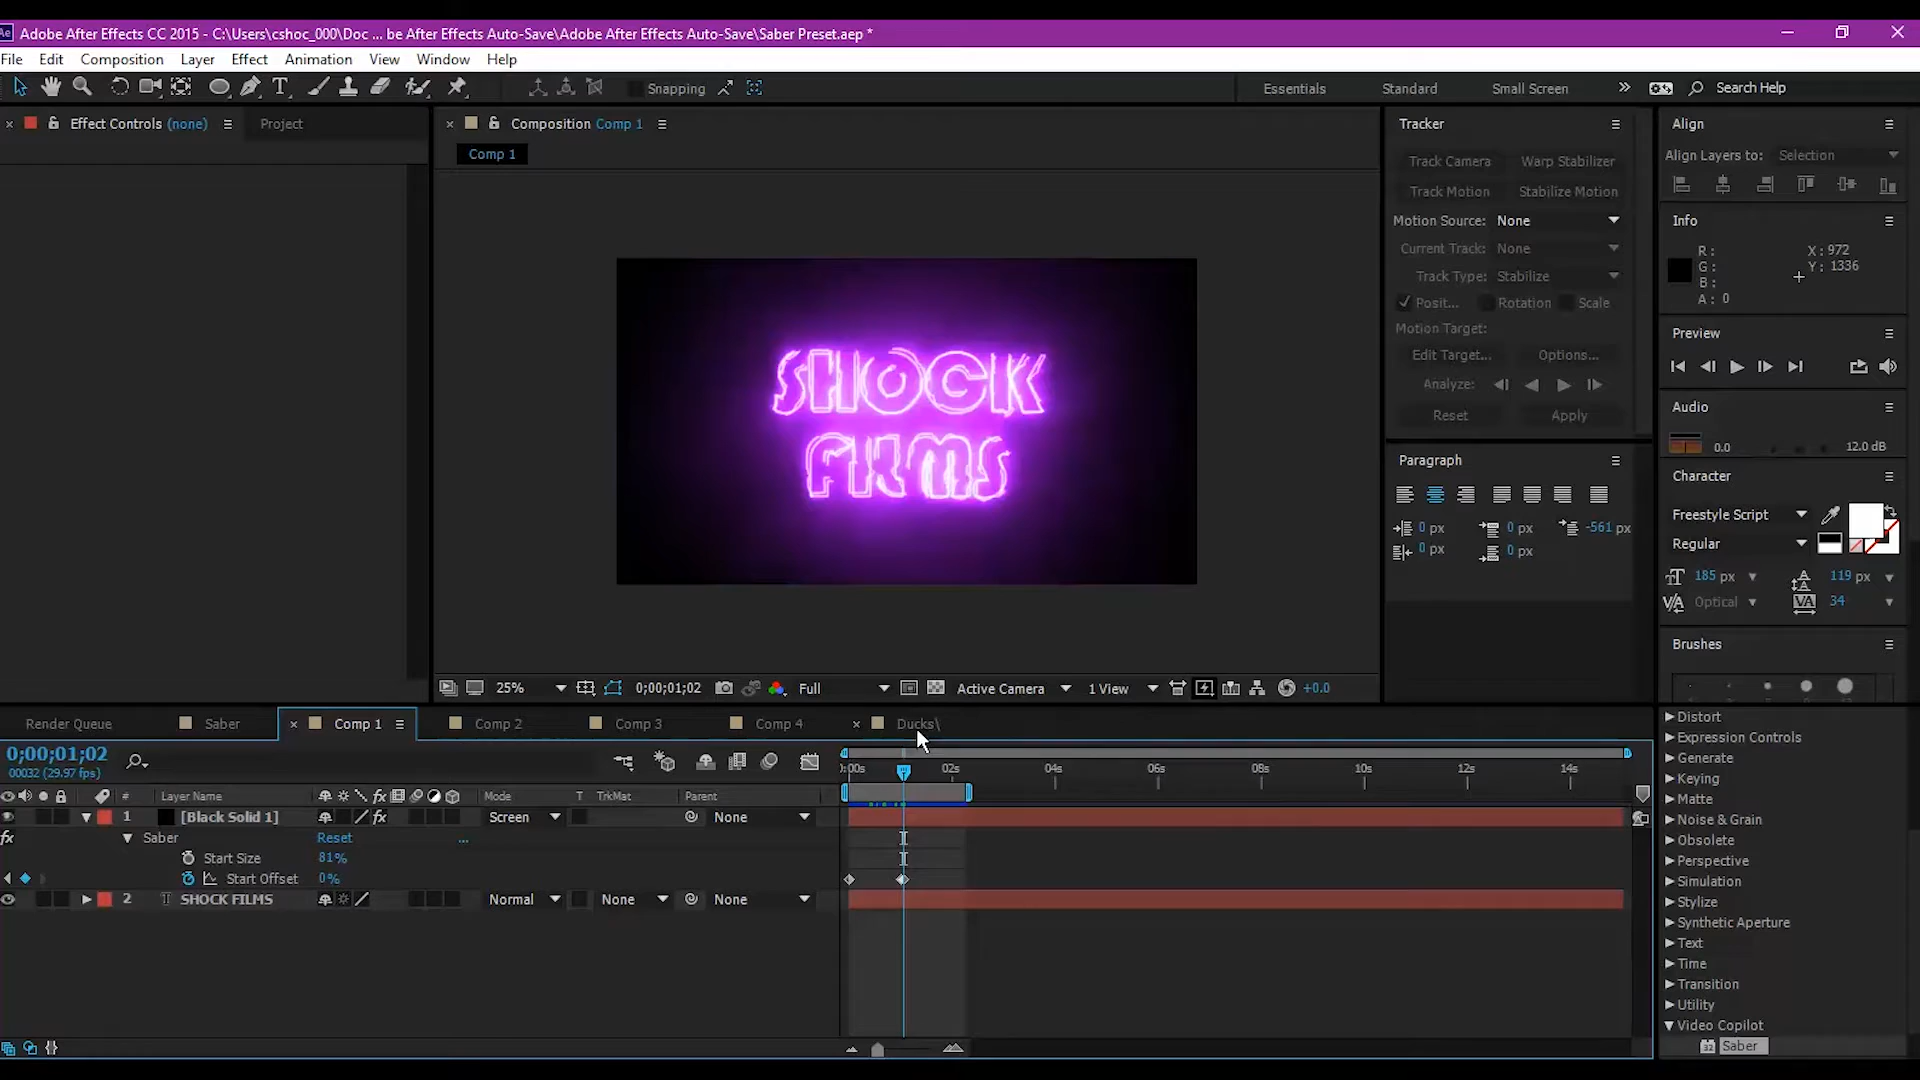 Adobe After Effects CC 2015 - C:\Users\cshoc_000\Doc ... be After Effects Auto-Save\Adobe After Effects Auto-Save\Saber Preset.aep *
File Edit Composition Layer Effect Animation View Window Help
Snapping Essentials Standard Small Screen Search Help
Effect Controls (none) Project
Composition Comp 1
Comp 1
SHOCK
FILMS
25% 0;00;01;02 Full Active Camera 1 View +0.0
Tracker
Track Camera Warp Stabilizer
Track Motion Stabilize Motion
Motion Source: None
Current Track: None
Track Type: Stabilize
Posit... Rotation Scale
Motion Target:
Edit Target... Options...
Analyze:
Reset Apply
Paragraph
0 px 0 px -561 px
0 px 0 px
Align
Align Layers to: Selection
Info
R: X: 972
G: Y: 1336
B:
A: 0
Preview
Audio
0.0 12.0 dB
Character
Freestyle Script
Regular
185 px 119 px
Optical 34
Brushes
Render Queue Saber Comp 1 Comp 2 Comp 3 Comp 4 Ducks\
0;00;01;02
00032 (29.97 fps)
):00s 02s 04s 06s 08s 10s 12s 14s
# Layer Name Mode T TrkMat Parent
1 [Black Solid 1] Screen None
fx Saber Reset ...
Start Size 81%
Start Offset 0%
2 T SHOCK FILMS Normal None None
Distort
Expression Controls
Generate
Keying
Matte
Noise & Grain
Obsolete
Perspective
Simulation
Stylize
Synthetic Aperture
Text
Time
Transition
Utility
Video Copilot
32 Saber